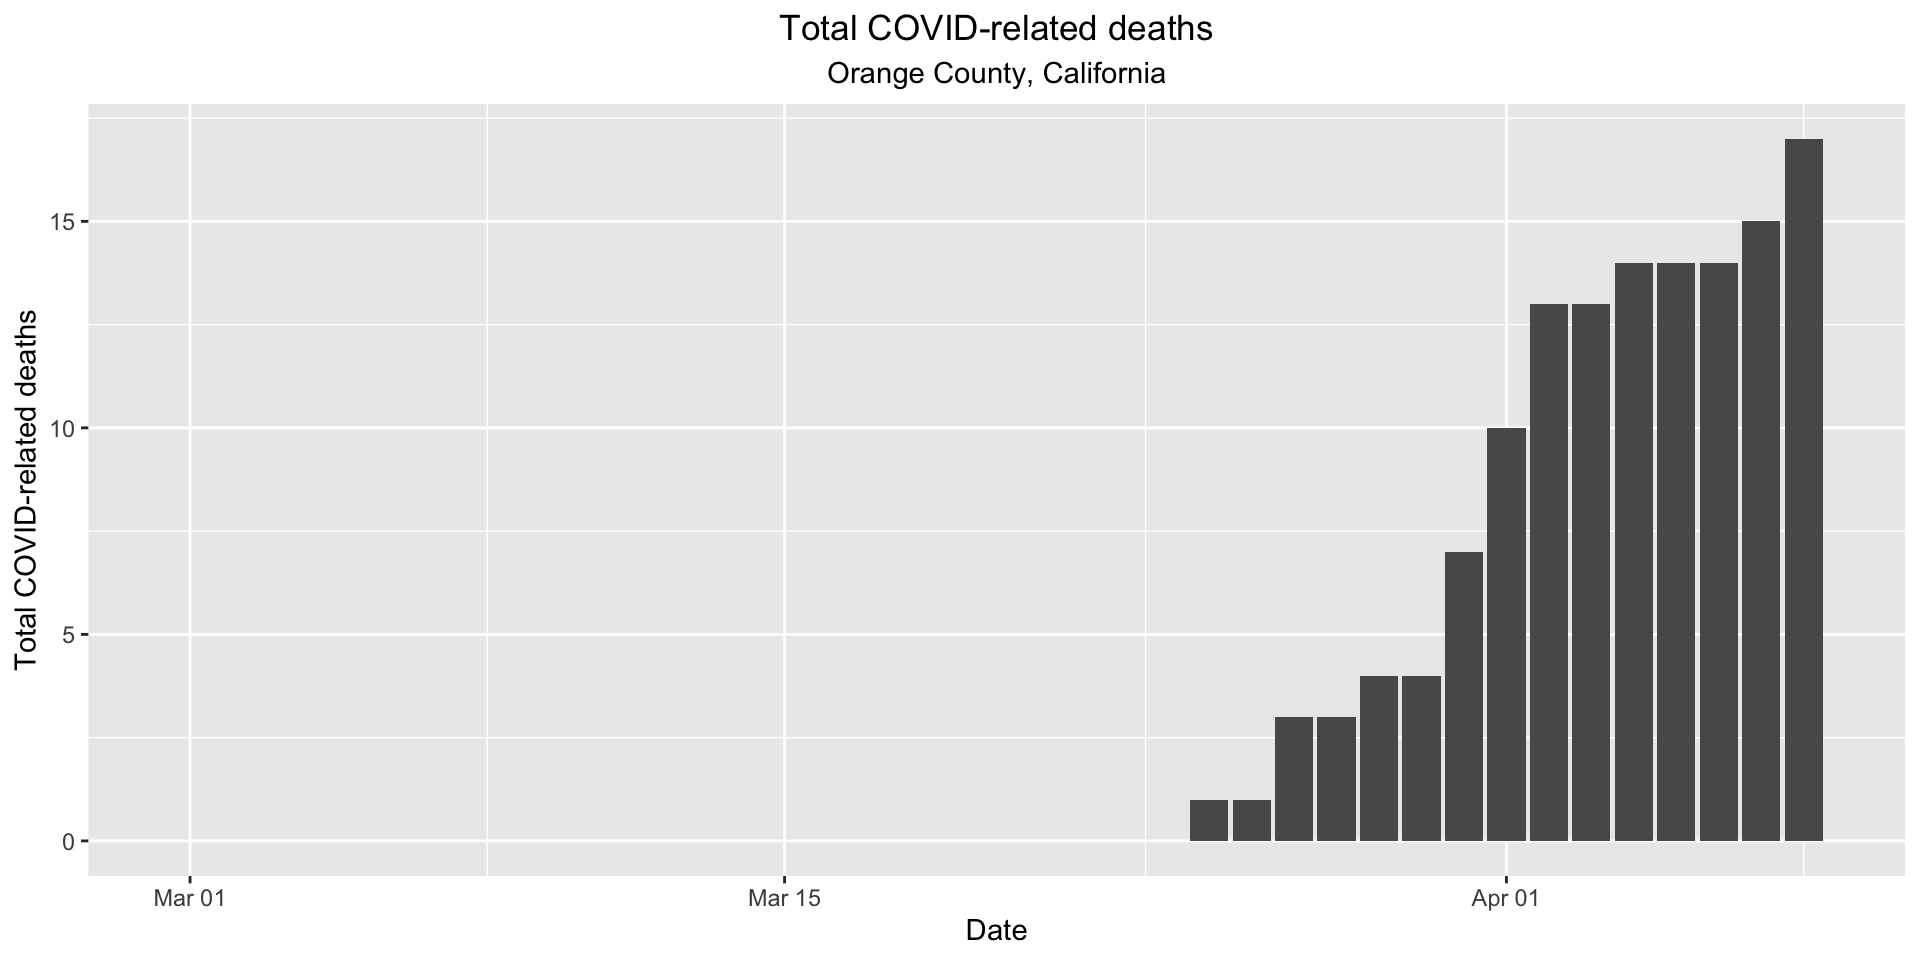 Total COVID-related deaths
Orange County, California
Total COVID-related deaths
15
10
5
0
Mar 01
Mar 15
Apr 01
Date